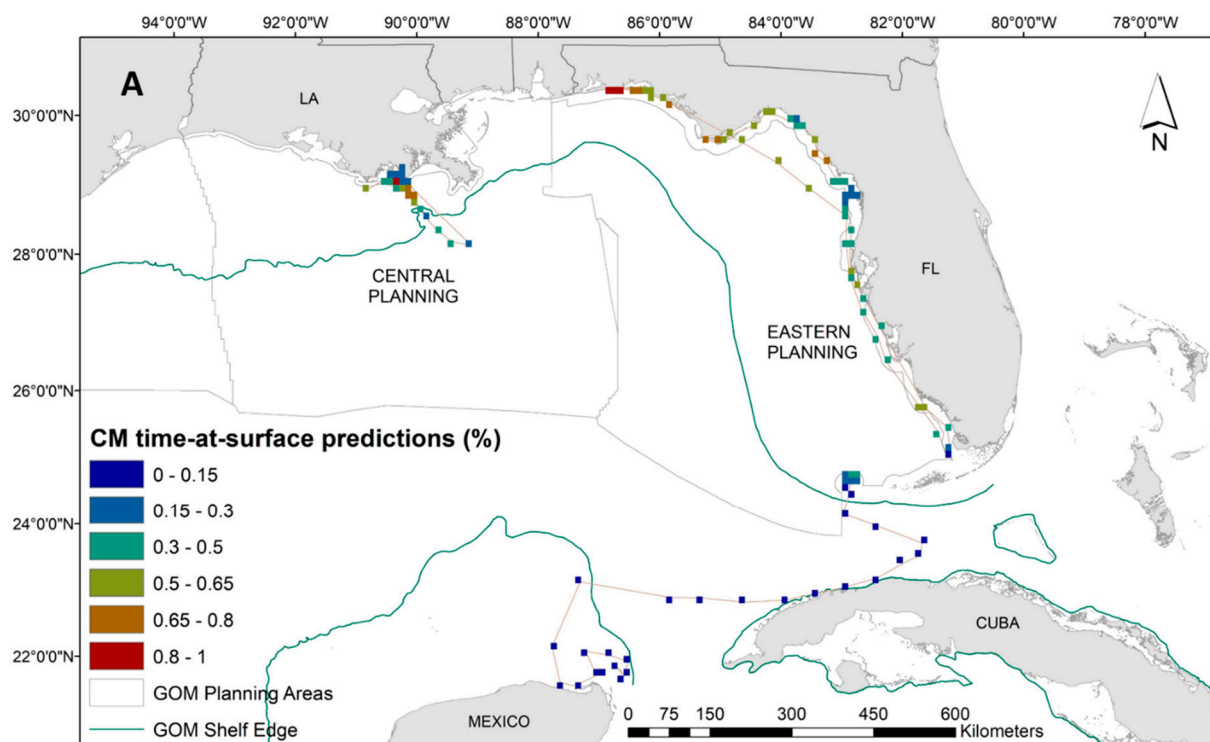 94°0'0"W 92°0'0"W 90°0'0"W 88°0'0"W 86°0'0"W 84°0'0"W 82°0'0"W 80°0'0"W 78°0'0"W
A
LA
30°0'0"N
N
28°0'0"N
CENTRAL
PLANNING
FL
EASTERN
PLANNING
26°0'0"N
CM time-at-surface predictions (%)
0 - 0.15
0.15 - 0.3
24°0'0"N
0.3 - 0.5
0.5 - 0.65
0.65 - 0.8
CUBA
22°0'0"N
0.8 - 1
GOM Planning Areas
MEXICO
0 75 150 300 450 600
GOM Shelf Edge
Kilometers